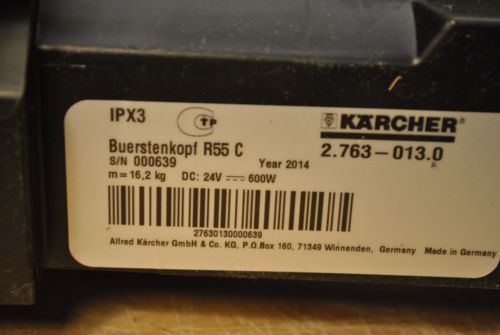 IPX3 CTP KÄRCHER
Buerstenkopf R55 C 2.763-013.0
S/N 000639 Year 2014
m=16,2 kg DC: 24V 600W
27630130000639
Alfred Kärcher GmbH & Co. KG, P.O.Box 160, 71349 Winnenden, Germany Made in Germany